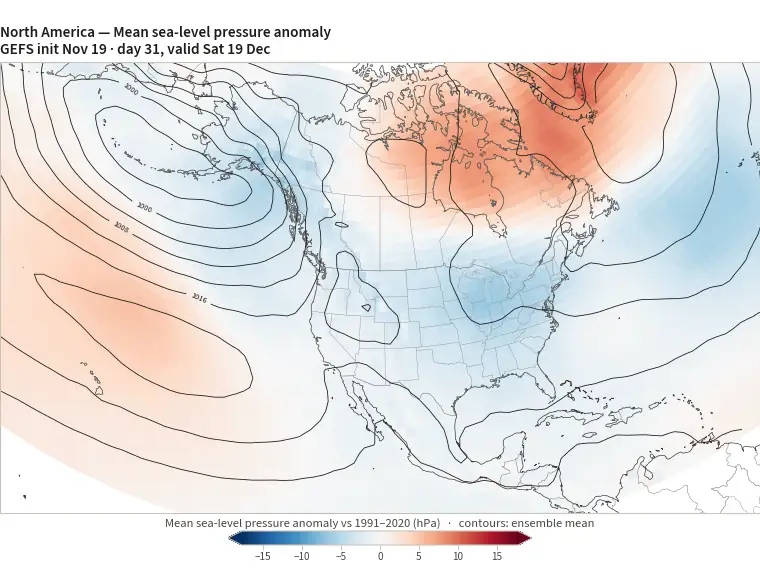 North America — Mean sea-level pressure anomaly
GEFS init Nov 19 · day 31, valid Sat 19 Dec
1000
1000
1008
1016
Mean sea-level pressure anomaly vs 1991–2020 (hPa) · contours: ensemble mean
−15 −10 −5 0 5 10 15